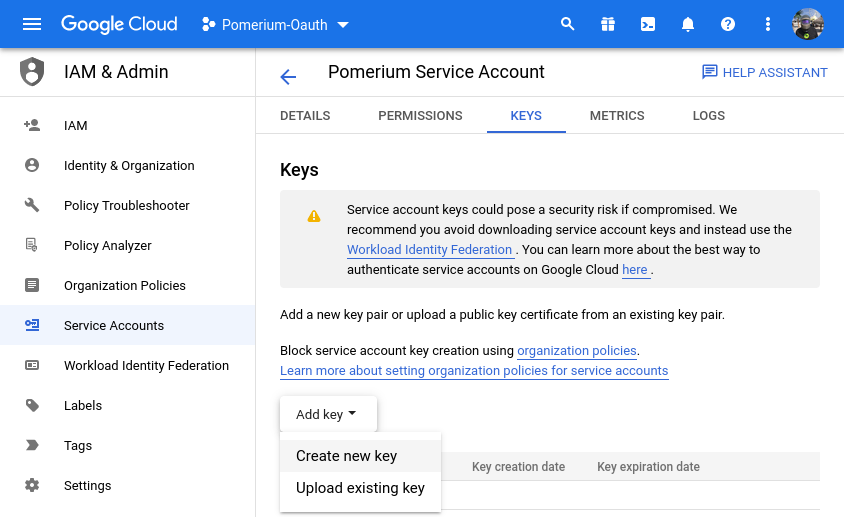 Google Cloud
Pomerium-Oauth
IAM & Admin
Pomerium Service Account
HELP ASSISTANT
IAM
Identity & Organization
Policy Troubleshooter
Policy Analyzer
Organization Policies
Service Accounts
Workload Identity Federation
Labels
Tags
Settings
DETAILS PERMISSIONS KEYS METRICS LOGS
Keys
Service account keys could pose a security risk if compromised. We
recommend you avoid downloading service account keys and instead use the
Workload Identity Federation . You can learn more about the best way to
authenticate service accounts on Google Cloud here .
Add a new key pair or upload a public key certificate from an existing key pair.
Block service account key creation using organization policies.
Learn more about setting organization policies for service accounts
Add key
Create new key
Upload existing key
Key creation date Key expiration date